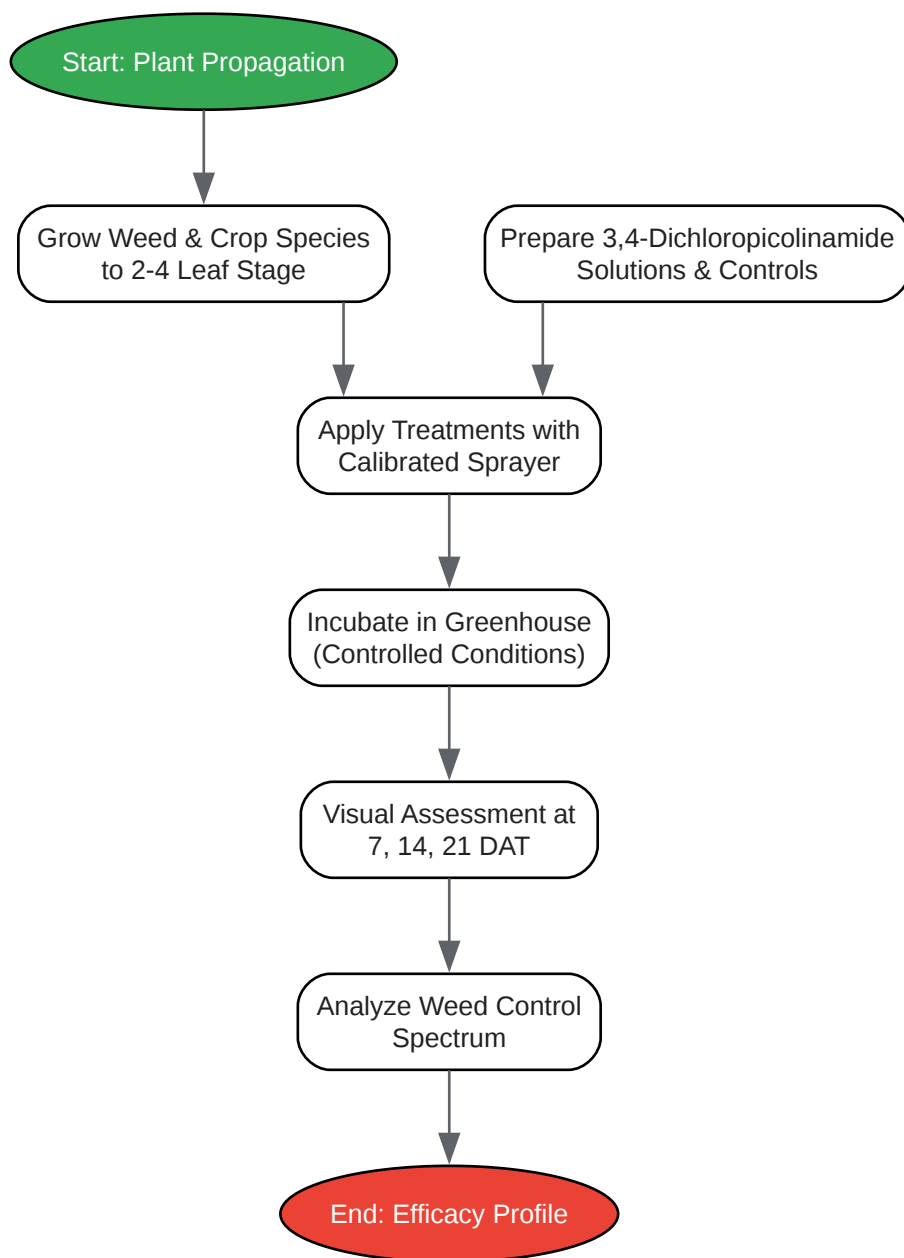 Start: Plant Propagation
Grow Weed & Crop Species
to 2-4 Leaf Stage
Prepare 3,4-Dichloropicolinamide
Solutions & Controls
Apply Treatments with
Calibrated Sprayer
Incubate in Greenhouse
(Controlled Conditions)
Visual Assessment at
7, 14, 21 DAT
Analyze Weed Control
Spectrum
End: Efficacy Profile